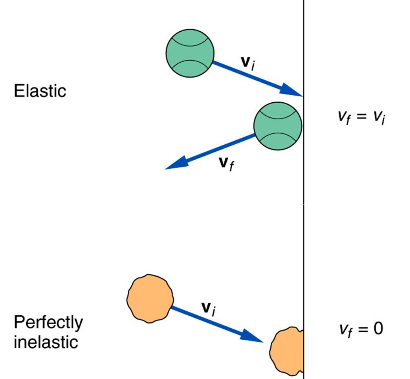 v_i
Elastic
v_f = v_i
v_f
v_i
Perfectly
inelastic
v_f = 0